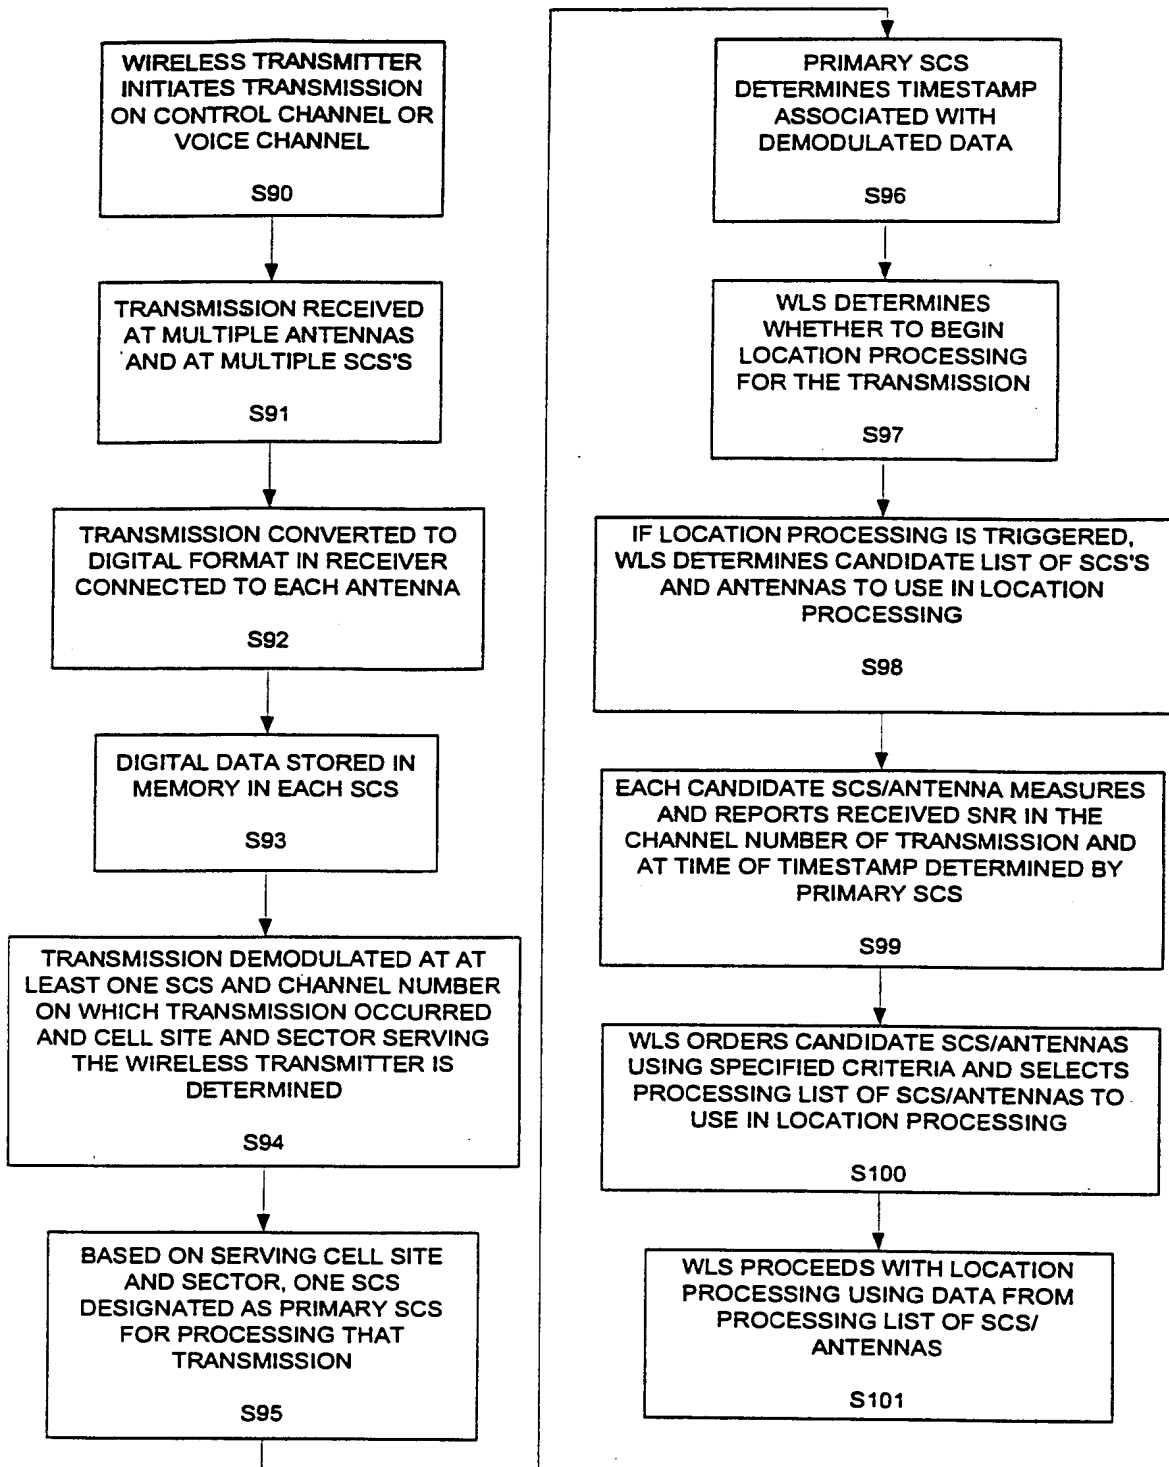 WIRELESS TRANSMITTER
INITIATES TRANSMISSION
ON CONTROL CHANNEL OR
VOICE CHANNEL
S90
TRANSMISSION RECEIVED
AT MULTIPLE ANTENNAS
AND AT MULTIPLE SCS'S
S91
TRANSMISSION CONVERTED TO
DIGITAL FORMAT IN RECEIVER
CONNECTED TO EACH ANTENNA
S92
DIGITAL DATA STORED IN
MEMORY IN EACH SCS
S93
TRANSMISSION DEMODULATED AT AT
LEAST ONE SCS AND CHANNEL NUMBER
ON WHICH TRANSMISSION OCCURRED
AND CELL SITE AND SECTOR SERVING
THE WIRELESS TRANSMITTER IS
DETERMINED
S94
BASED ON SERVING CELL SITE
AND SECTOR, ONE SCS
DESIGNATED AS PRIMARY SCS
FOR PROCESSING THAT
TRANSMISSION
S95
PRIMARY SCS
DETERMINES TIMESTAMP
ASSOCIATED WITH
DEMODULATED DATA
S96
WLS DETERMINES
WHETHER TO BEGIN
LOCATION PROCESSING
FOR THE TRANSMISSION
S97
IF LOCATION PROCESSING IS TRIGGERED,
WLS DETERMINES CANDIDATE LIST OF SCS'S
AND ANTENNAS TO USE IN LOCATION
PROCESSING
S98
EACH CANDIDATE SCS/ANTENNA MEASURES
AND REPORTS RECEIVED SNR IN THE
CHANNEL NUMBER OF TRANSMISSION AND
AT TIME OF TIMESTAMP DETERMINED BY
PRIMARY SCS
S99
WLS ORDERS CANDIDATE SCS/ANTENNAS
USING SPECIFIED CRITERIA AND SELECTS
PROCESSING LIST OF SCS/ANTENNAS TO
USE IN LOCATION PROCESSING
S100
WLS PROCEEDS WITH LOCATION
PROCESSING USING DATA FROM
PROCESSING LIST OF SCS/
ANTENNAS
S101